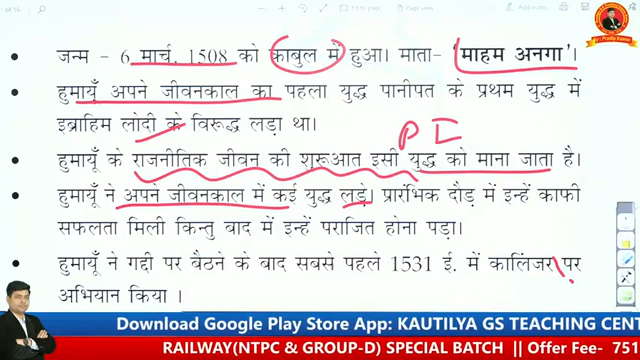 जन्म - 6 मार्च, 1508 को काबुल में हुआ। माता- 'माहम अनगा'।
हुमायूँ अपने जीवनकाल का पहला युद्ध पानीपत के प्रथम युद्ध में
इब्राहिम लोदी के विरूद्ध लड़ा था।
P I
हुमायूँ के राजनीतिक जीवन की शुरूआत इसी युद्ध को माना जाता है।
हुमायूँ ने अपने जीवनकाल में कई युद्ध लड़े। प्रारंभिक दौड़ में इन्हें काफी
सफलता मिली किन्तु बाद में इन्हें पराजित होना पड़ा।
हुमायूँ ने गद्दी पर बैठने के बाद सबसे पहले 1531 ई. में कालिंजर पर
अभियान किया ।
Download Google Play Store App: KAUTILYA GS TEACHING CENT
RAILWAY(NTPC & GROUP-D) SPECIAL BATCH || Offer Fee- 751